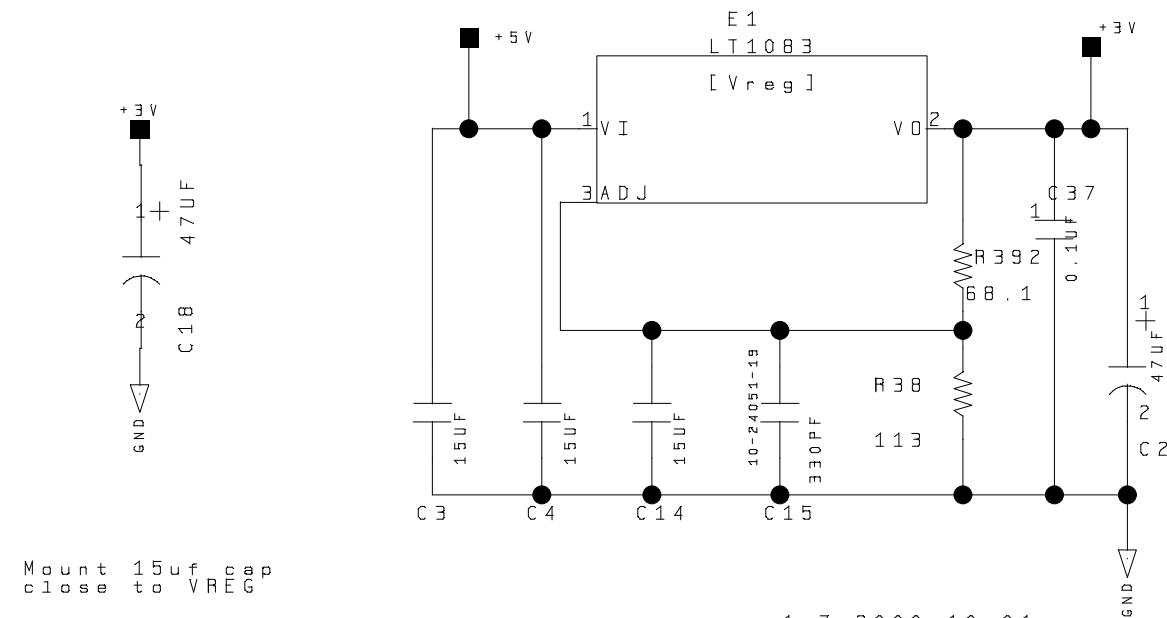 E1
LT1083
[Vreg]
+5V
+3V
1
VI
VO
2
3
ADJ
+3V
1
+
47UF
2
C18
GND
C37
1
0.1UF
R392
68.1
R38
113
1
+
47UF
2
C2
15UF
15UF
15UF
10-24051-19
330PF
C3
C4
C14
C15
GND
Mount 15uf cap
close to VREG